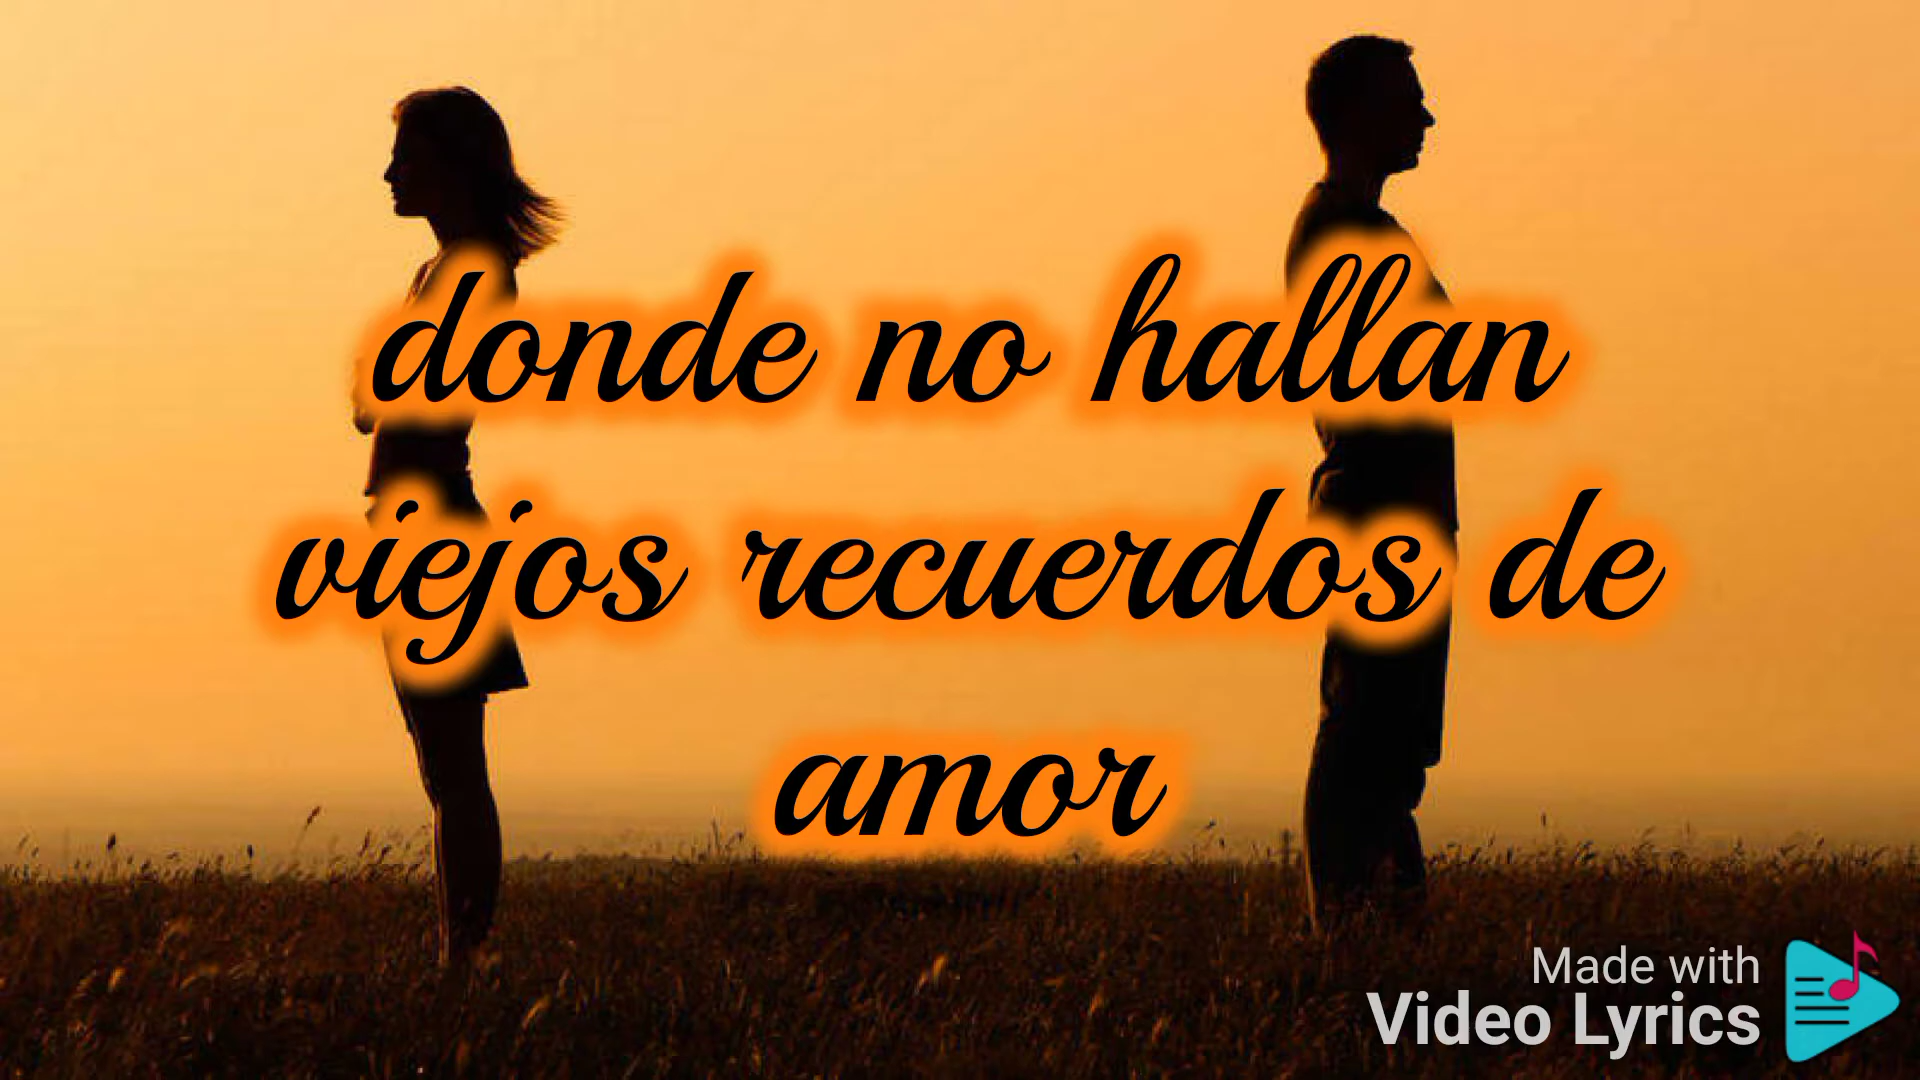 donde no hallan
viejos recuerdos de
amor
Made with
Video Lyrics